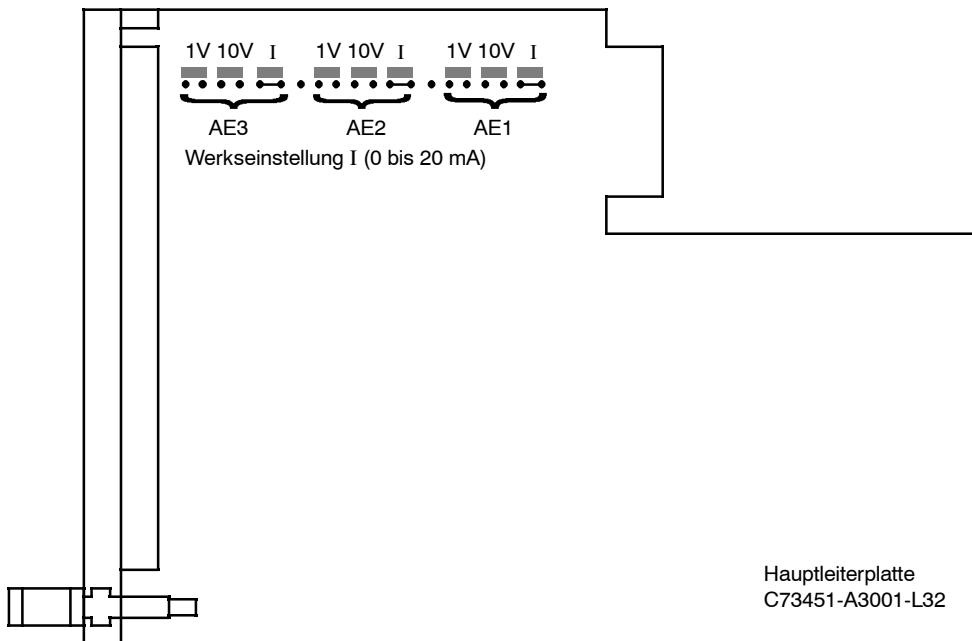 1V 10V I 1V 10V I 1V 10V I
AE3 AE2 AE1
Werkseinstellung I (0 bis 20 mA)
Hauptleiterplatte
C73451-A3001-L32